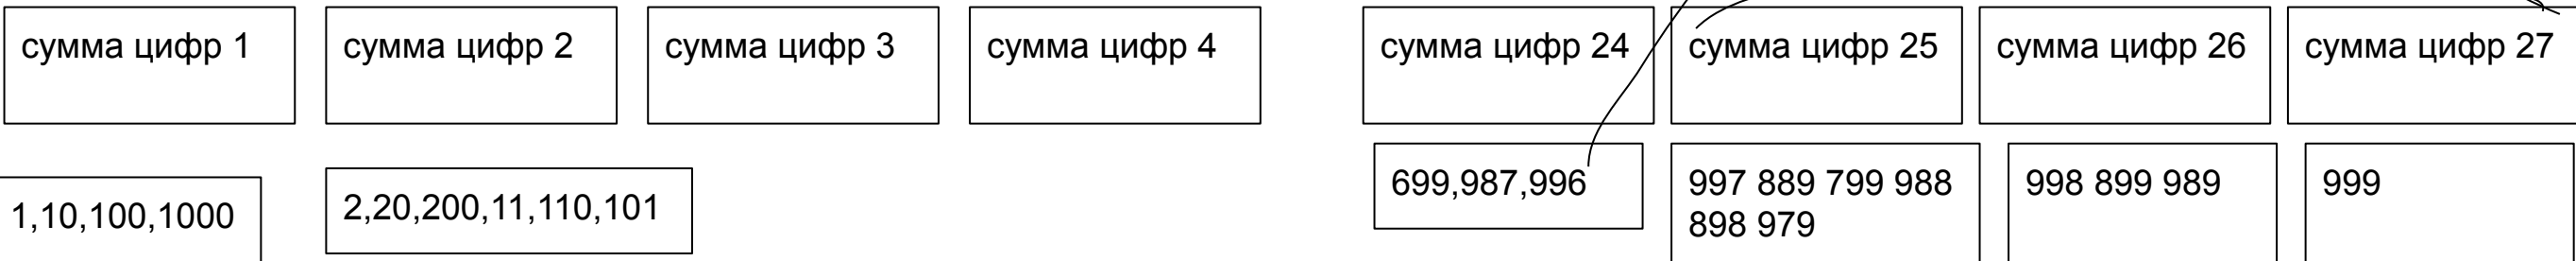 сумма цифр 1
сумма цифр 2
сумма цифр 3
сумма цифр 4
сумма цифр 24
сумма цифр 25
сумма цифр 26
сумма цифр 27
1,10,100,1000
2,20,200,11,110,101
699,987,996
997 889 799 988
898 979
998 899 989
999